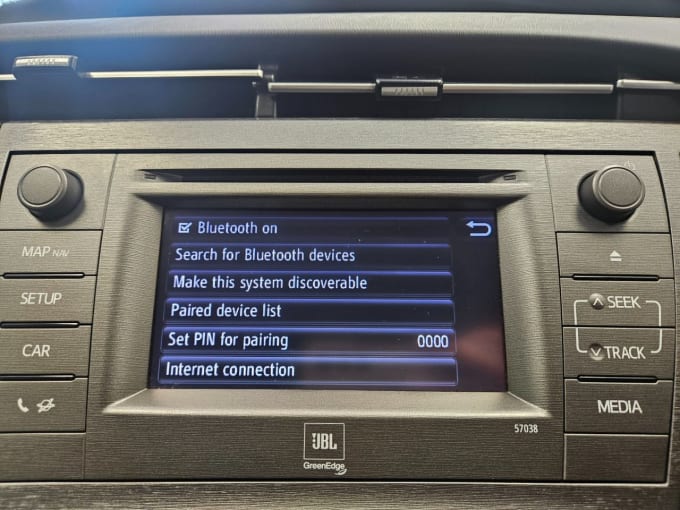 Bluetooth on
Search for Bluetooth devices
Make this system discoverable
Paired device list
Set PIN for pairing 0000
Internet connection
MAP NAV
SETUP
CAR
SEEK
TRACK
MEDIA
57038
JBL
GreenEdge